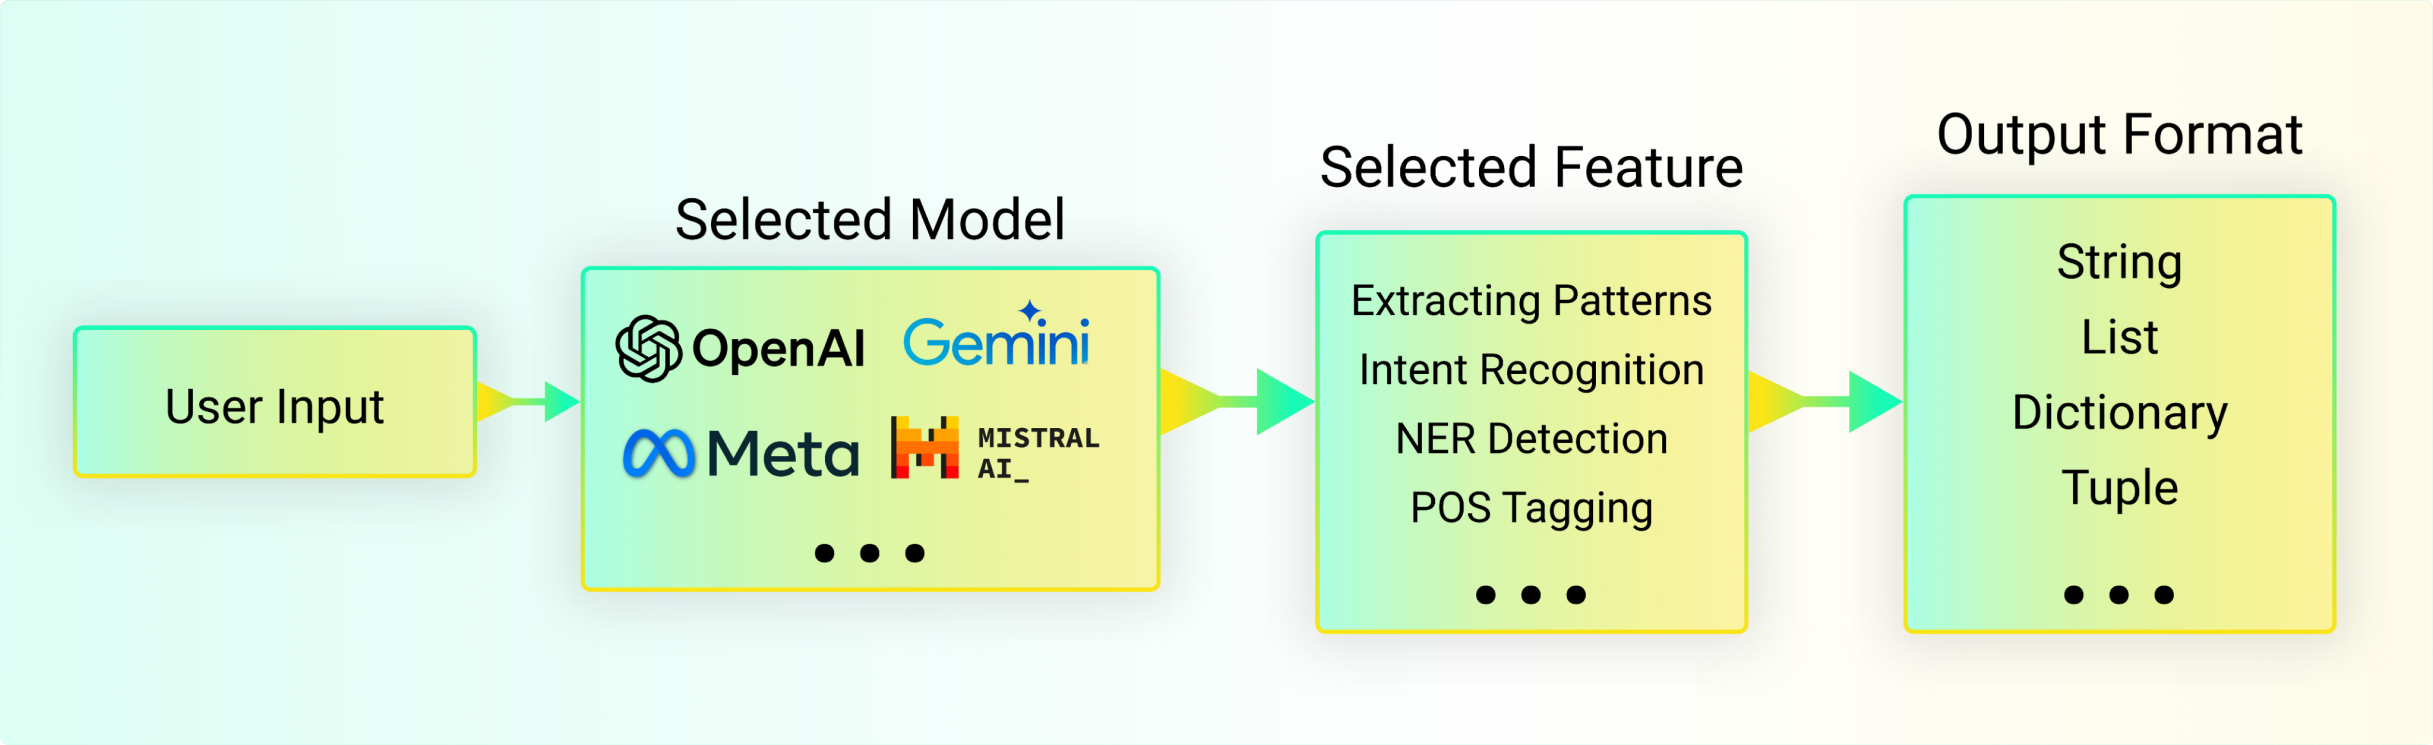 User Input
Selected Model
OpenAI
Gemini
Meta
MISTRAL
AI_
Selected Feature
Extracting Patterns
Intent Recognition
NER Detection
POS Tagging
Output Format
String
List
Dictionary
Tuple